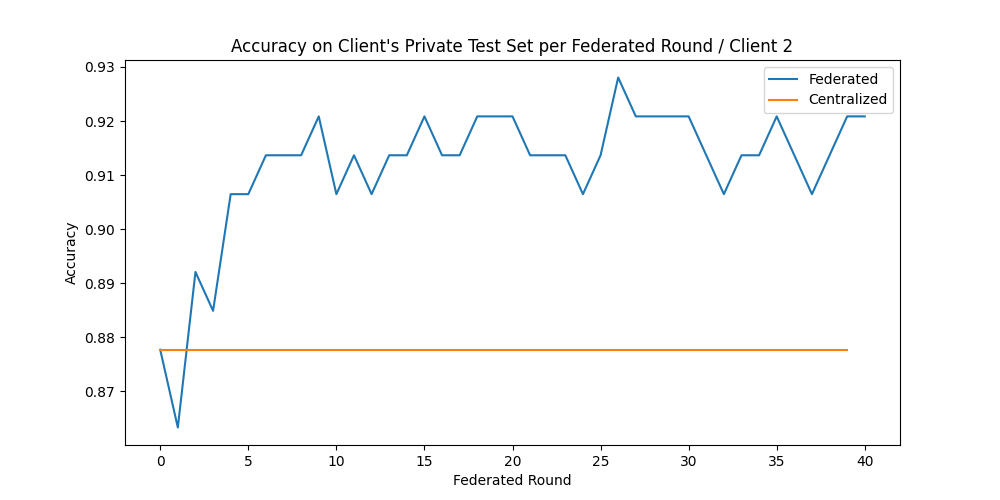 Accuracy on Client's Private Test Set per Federated Round / Client 2
Federated
Centralized
Accuracy
0.93
0.92
0.91
0.90
0.89
0.88
0.87
0 5 10 15 20 25 30 35 40
Federated Round